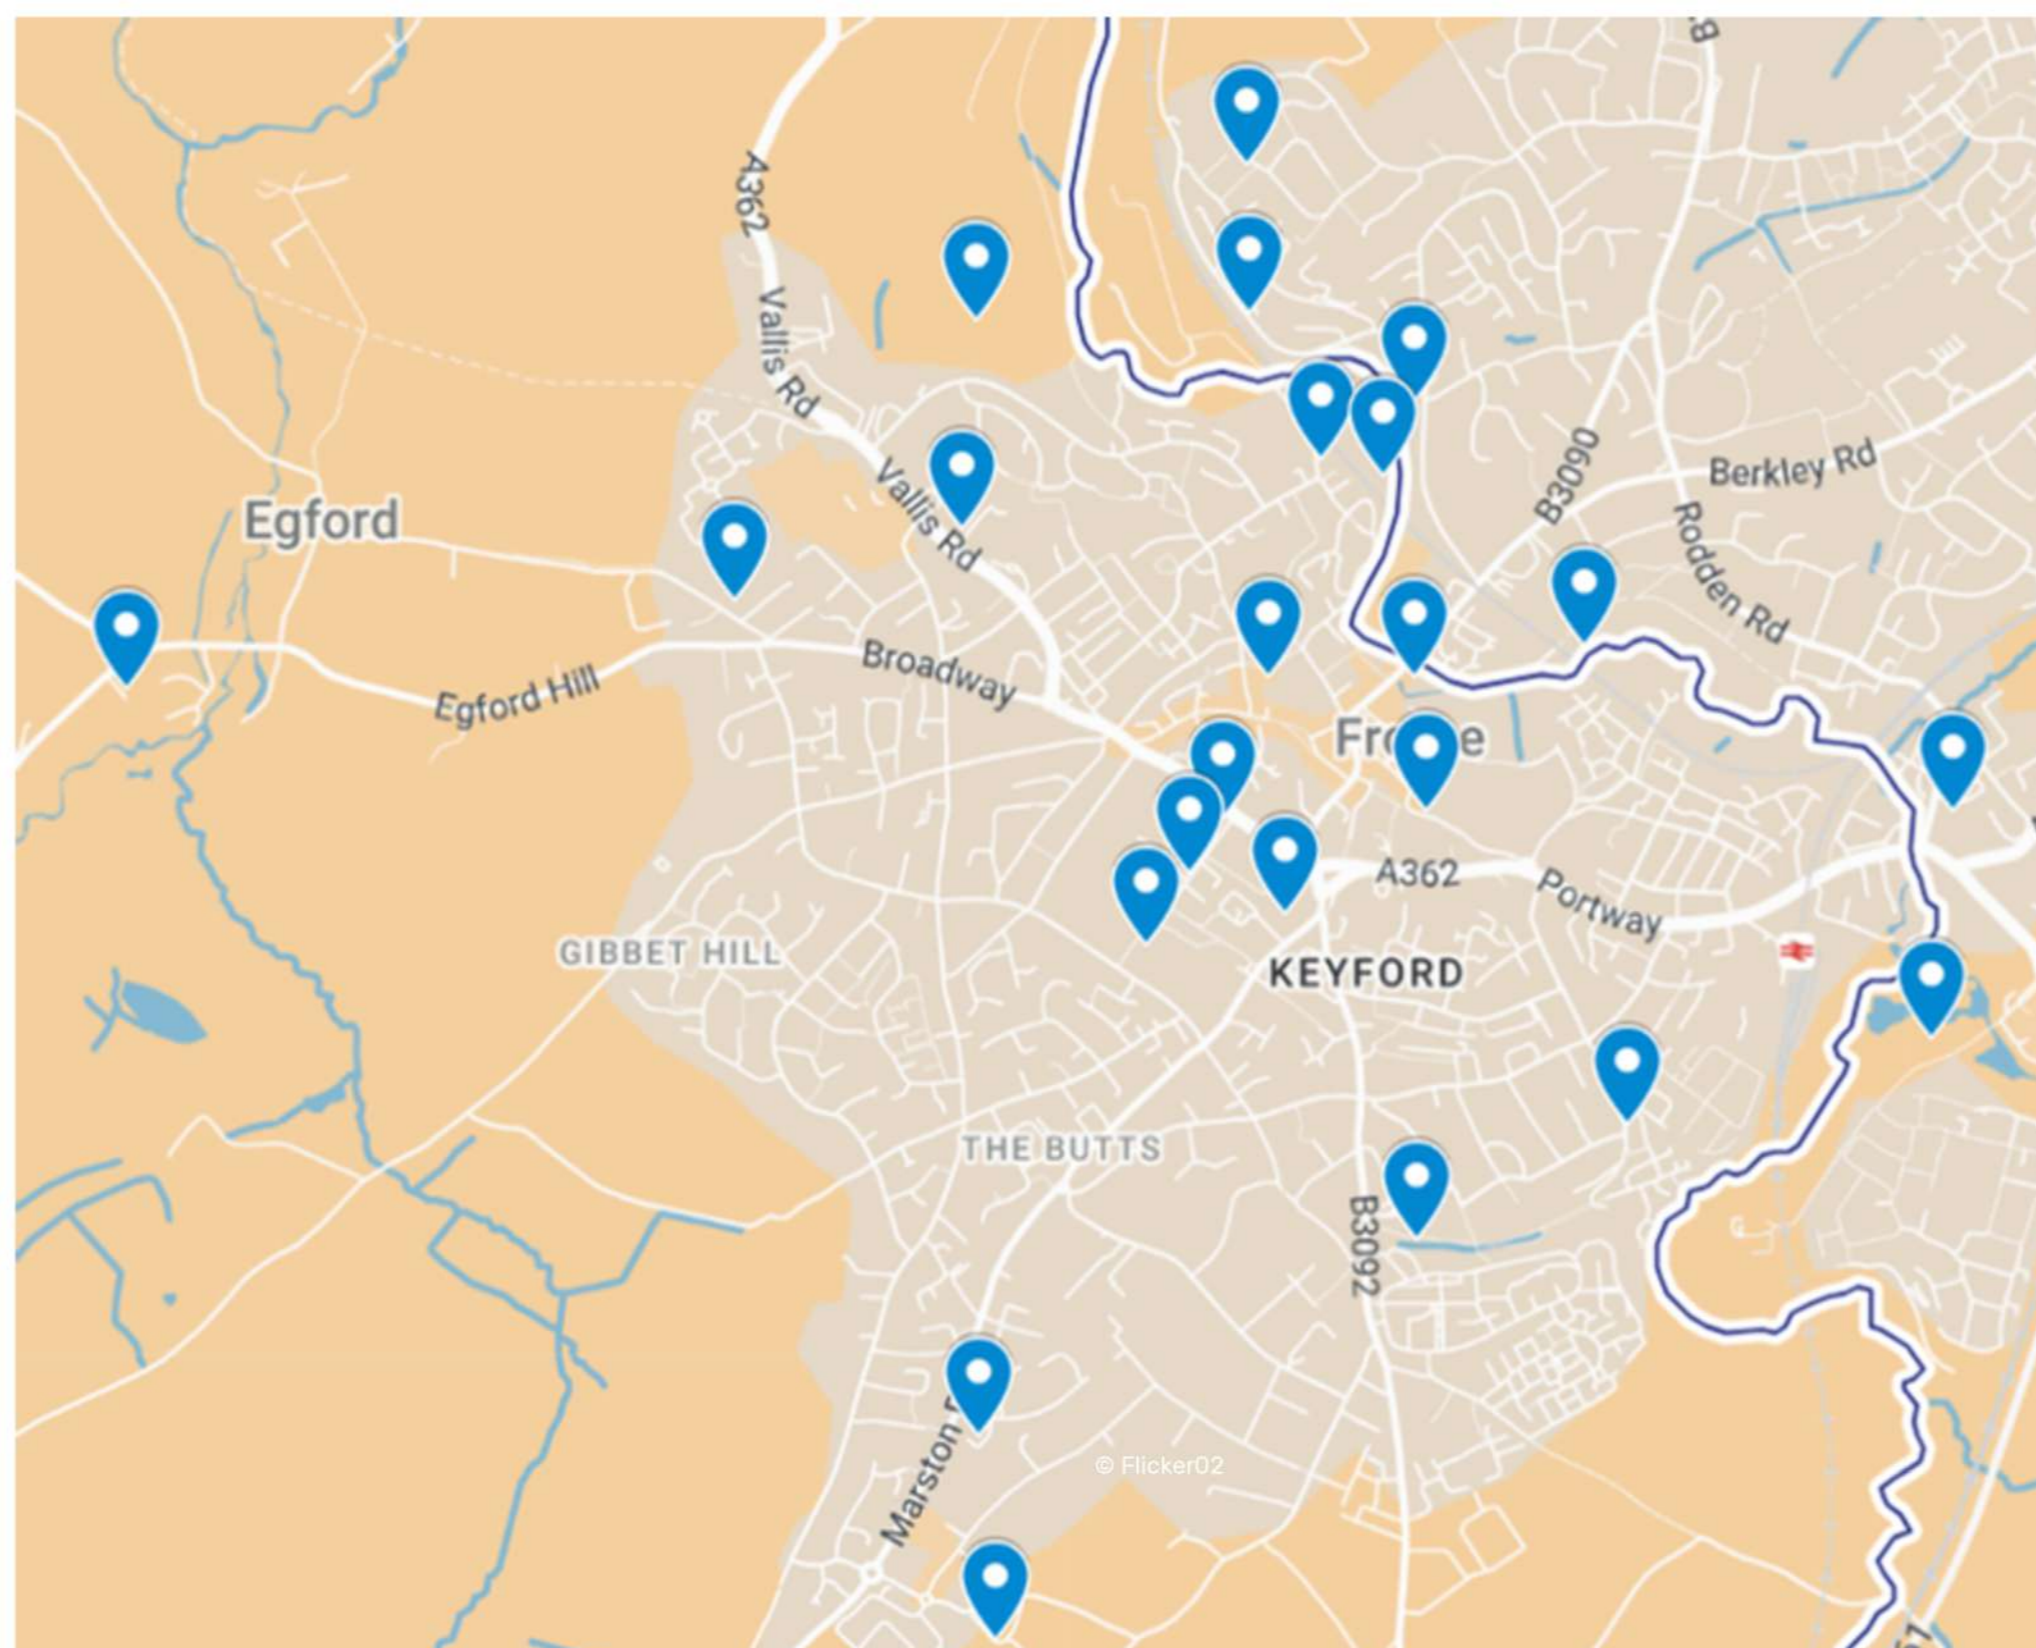 A362
Vallis Rd
B3090
Berkley Rd
Vallis Rd
Egford
Rodden Rd
Broadway
Egford Hill
Fro e
A362
Portway
GIBBET HILL
KEYFORD
THE BUTTS
B3092
Marston
© Flicker02